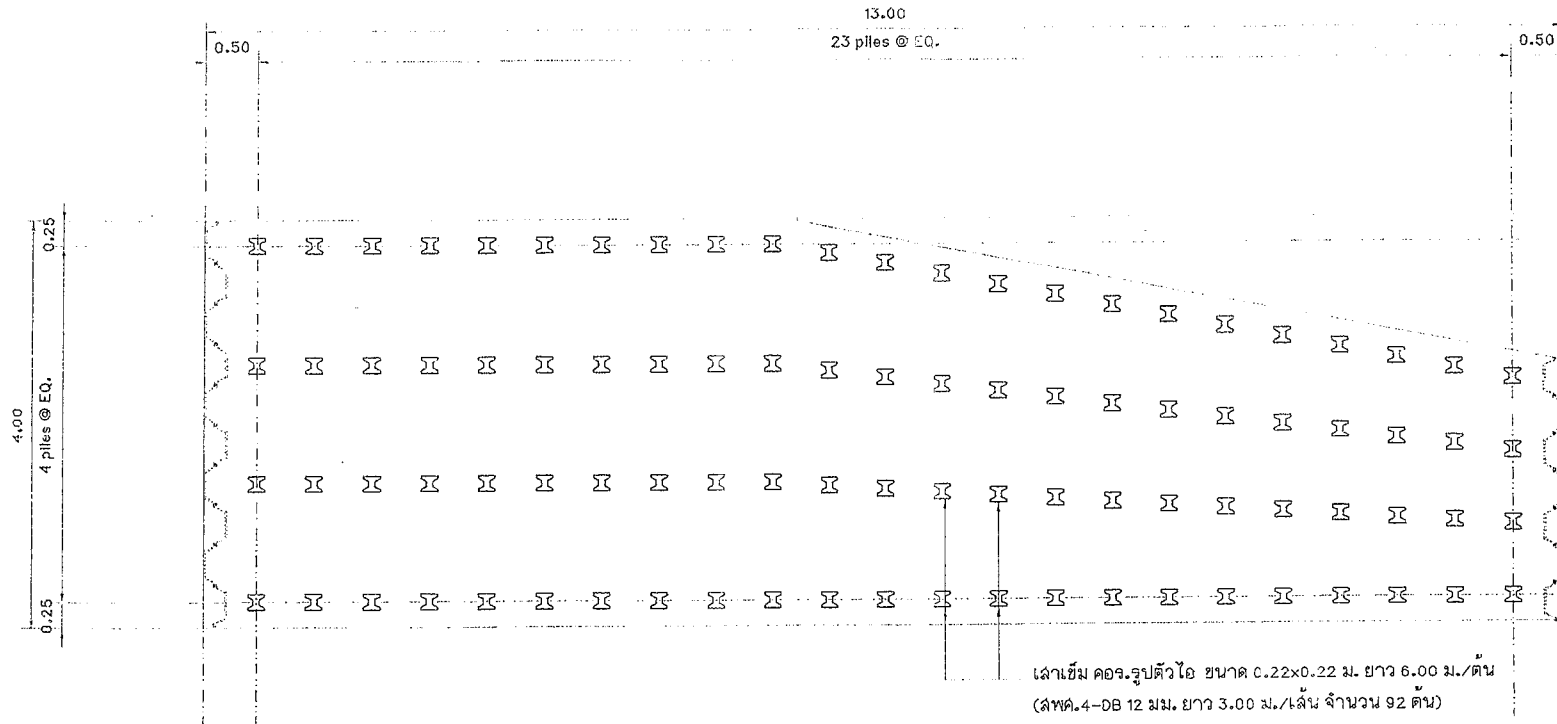 13.00
0.50
23 piles @ EQ.
0.50
0.25
4.00
4 piles @ EQ.
0.25
เสาเข็ม คอร.รูปตัวไอ ขนาด 0.22x0.22 ม. ยาว 6.00 ม./ต้น
(สพศ.4-DB 12 มม. ยาว 3.00 ม./เส้น จำนวน 92 ต้น)